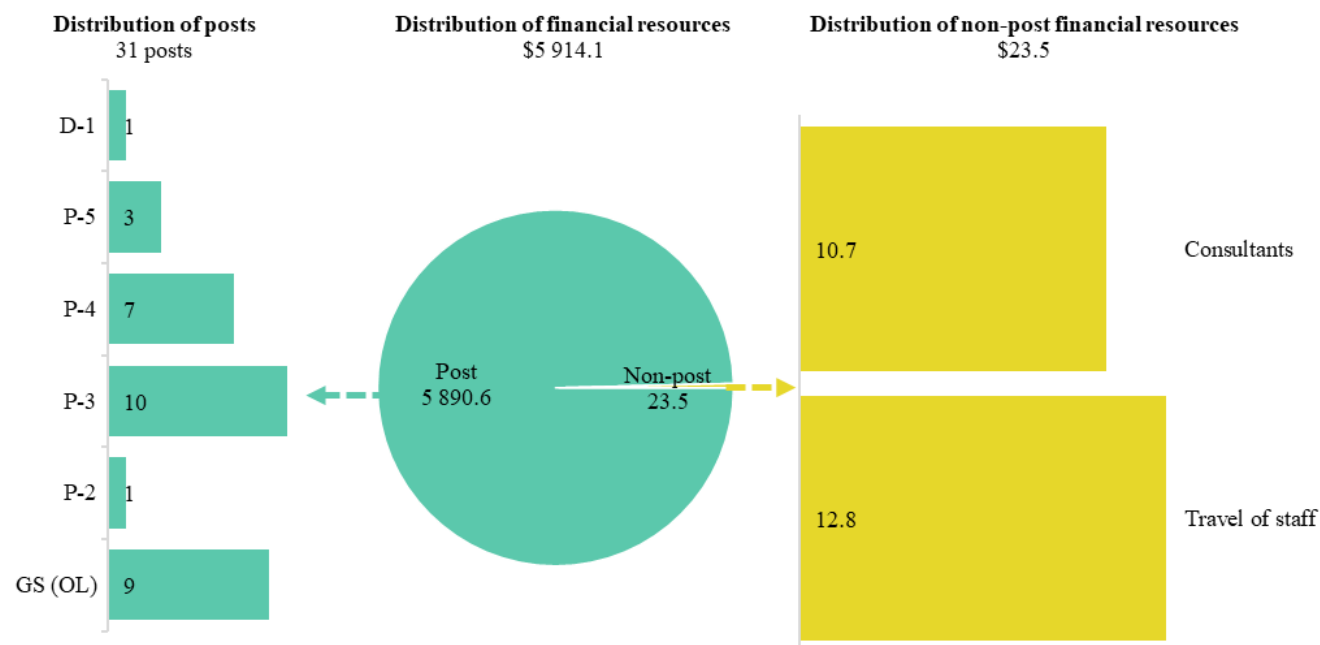 Distribution of posts
31 posts
D-1
1
P-5
3
P-4
7
P-3
10
P-2
1
GS (OL)
9
Distribution of financial resources
$5 914.1
Post
5 890.6
Non-post
23.5
Distribution of non-post financial resources
$23.5
10.7
Consultants
12.8
Travel of staff